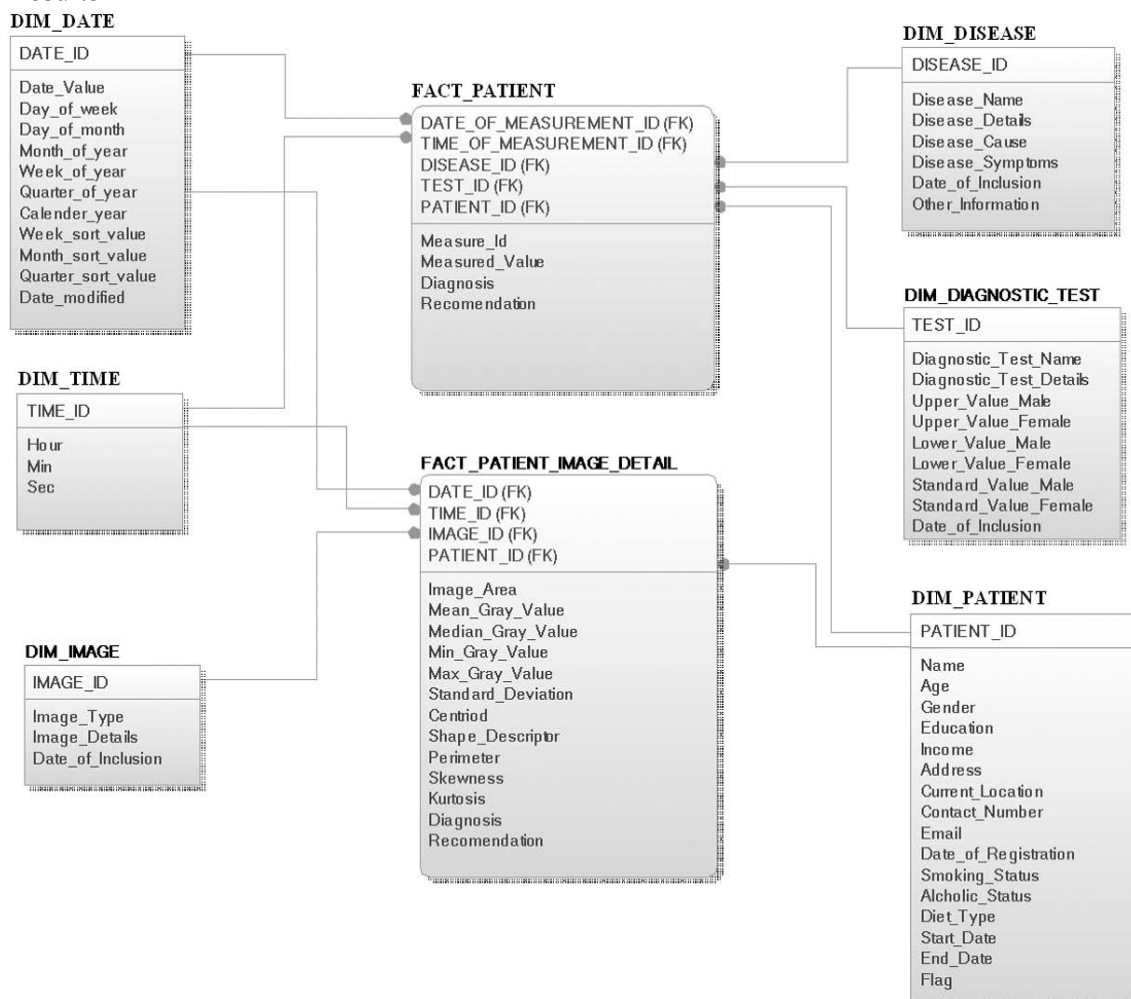 DIM_DATE
DATE_ID
Date_Value
Day_of_week
Day_of_month
Month_of_year
Week_of_year
Quarter_of_year
Calender_year
Week_sort_value
Month_sort_value
Quarter_sort_value
Date_modified
DIM_TIME
TIME_ID
Hour
Min
Sec
DIM_IMAGE
IMAGE_ID
Image_Type
Image_Details
Date_of_Inclusion
FACT_PATIENT
DATE_OF_MEASUREMENT_ID (FK)
TIME_OF_MEASUREMENT_ID (FK)
DISEASE_ID (FK)
TEST_ID (FK)
PATIENT_ID (FK)
Measure_Id
Measured_Value
Diagnosis
Recomendation
FACT_PATIENT_IMAGE_DETAIL
DATE_ID (FK)
TIME_ID (FK)
IMAGE_ID (FK)
PATIENT_ID (FK)
Image_Area
Mean_Gray_Value
Median_Gray_Value
Min_Gray_Value
Max_Gray_Value
Standard_Deviation
Centriod
Shape_Descriptor
Perimeter
Skewness
Kurtosis
Diagnosis
Recomendation
DIM_DISEASE
DISEASE_ID
Disease_Name
Disease_Details
Disease_Cause
Disease_Symptoms
Date_of_Inclusion
Other_Information
DIM_DIAGNOSTIC_TEST
TEST_ID
Diagnostic_Test_Name
Diagnostic_Test_Details
Upper_Value_Male
Upper_Value_Female
Lower_Value_Male
Lower_Value_Female
Standard_Value_Male
Standard_Value_Female
Date_of_Inclusion
DIM_PATIENT
PATIENT_ID
Name
Age
Gender
Education
Income
Address
Current_Location
Contact_Number
Email
Date_of_Registration
Smoking_Status
Alcholic_Status
Diet_Type
Start_Date
End_Date
Flag